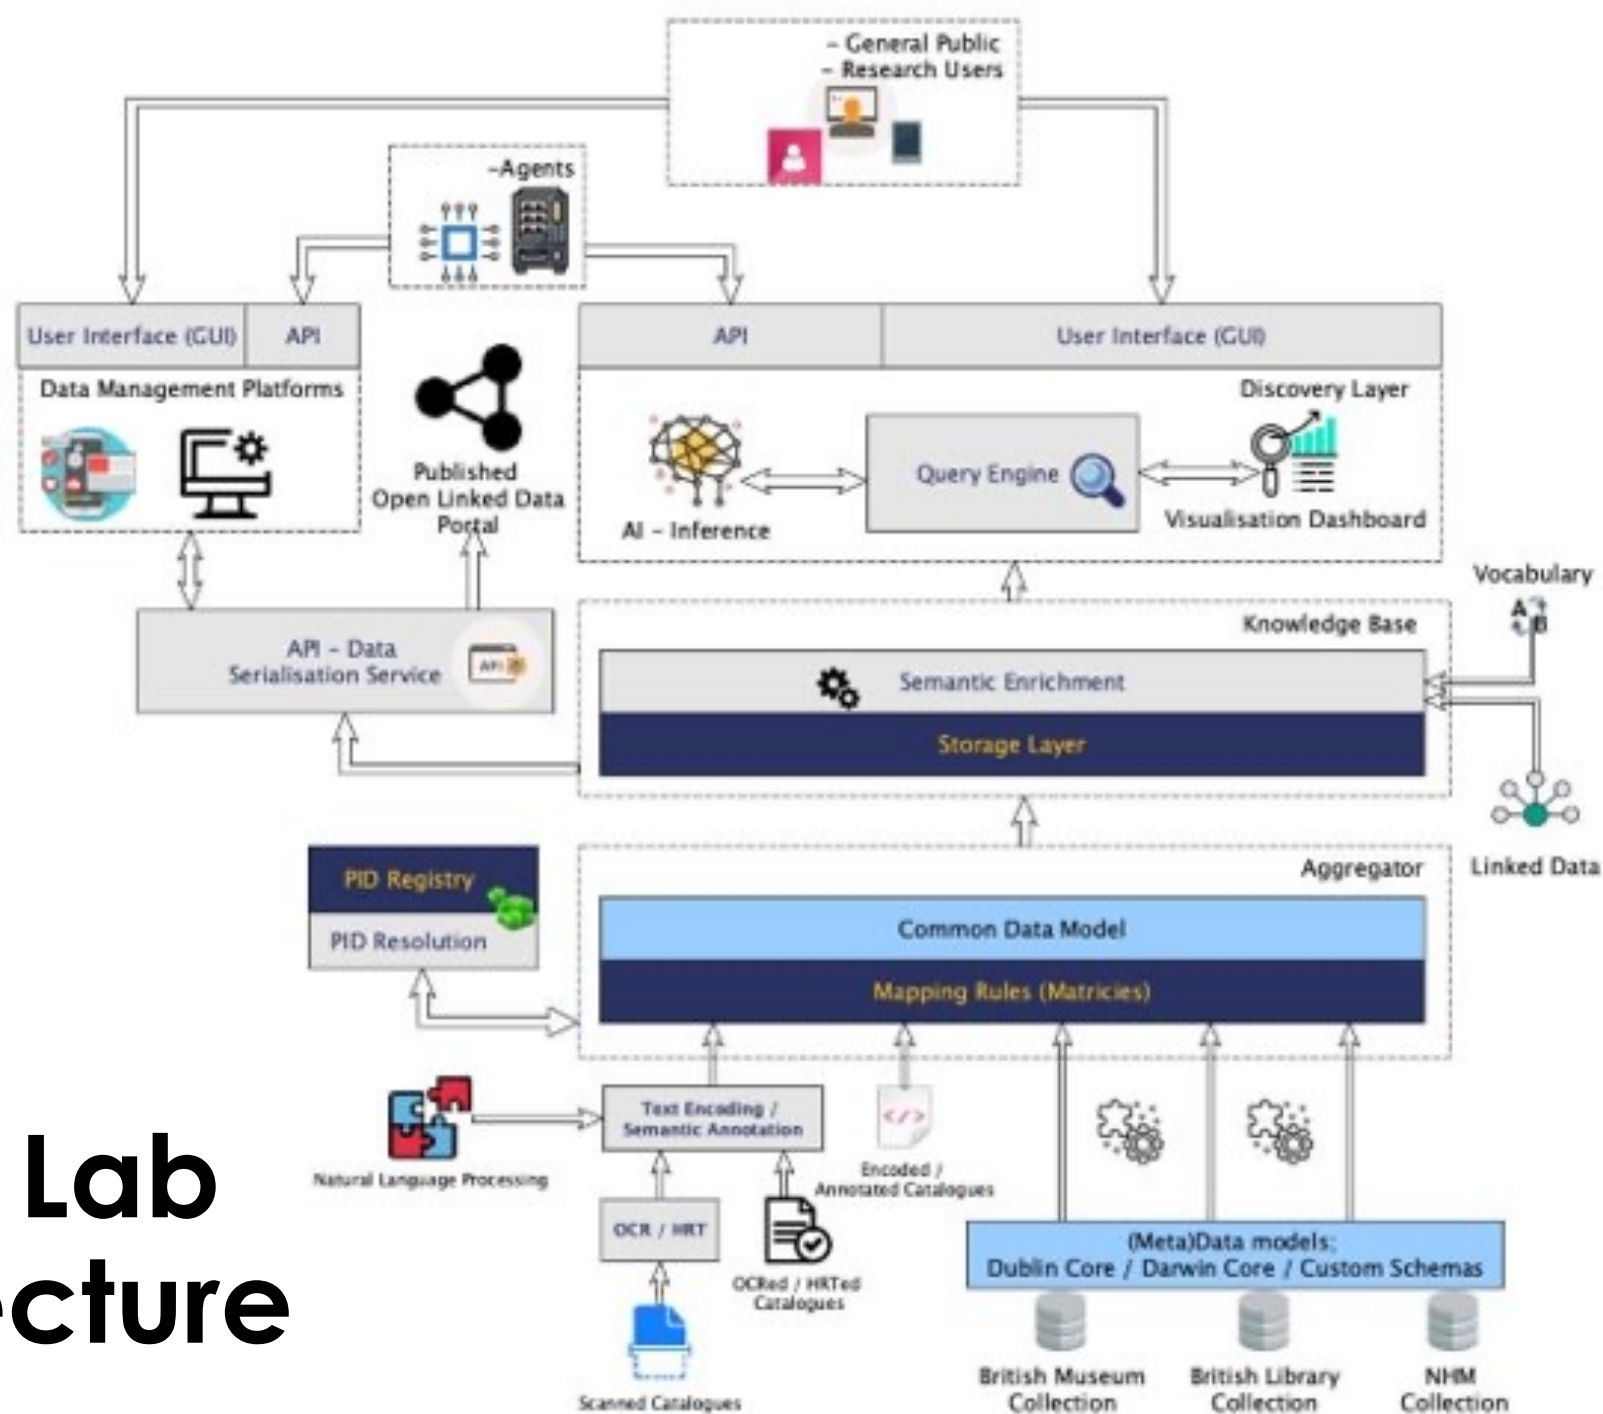 - General Public
- Research Users
-Agents
User Interface (GUI)
API
API
User Interface (GUI)
Data Management Platforms
Published
Open Linked Data
Portal
Discovery Layer
Query Engine
AI - Inference
Visualisation Dashboard
Vocabulary
A
B
API - Data
Serialisation Service
API
Knowledge Base
Semantic Enrichment
Storage Layer
Linked Data
PID Registry
PID Resolution
Aggregator
Common Data Model
Mapping Rules (Matricies)
Natural Language Processing
Text Encoding /
Semantic Annotation
</>
Encoded /
Annotated Catalogues
OCR / HRT
OCRed / HRTed
Catalogues
Scanned Catalogues
(Meta)Data models;
Dublin Core / Darwin Core / Custom Schemas
British Museum
Collection
British Library
Collection
NHM
Collection
Lab
ecture